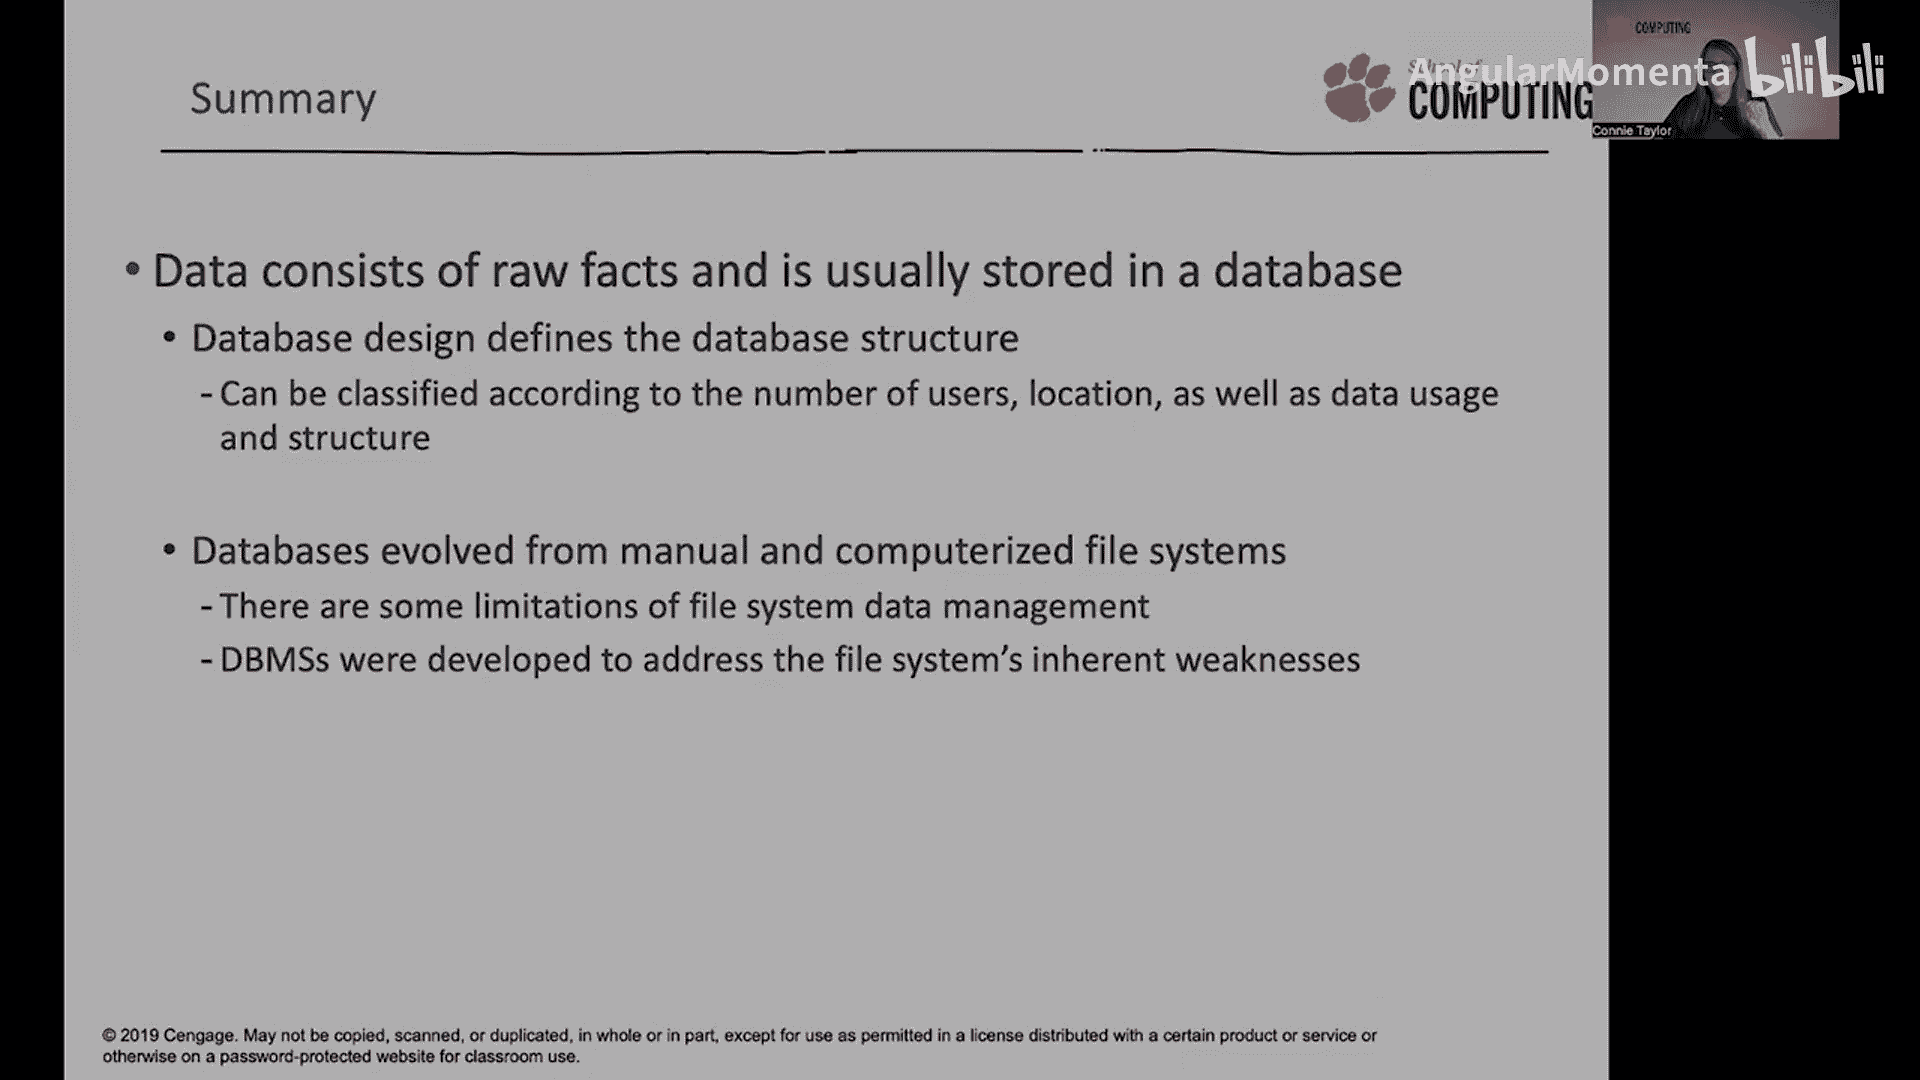 Summary
COMPUTING
AngularMomenta bilibili
COMPUTING
Connie Taylor
• Data consists of raw facts and is usually stored in a database
• Database design defines the database structure
- Can be classified according to the number of users, location, as well as data usage
and structure
• Databases evolved from manual and computerized file systems
- There are some limitations of file system data management
- DBMSs were developed to address the file system's inherent weaknesses
© 2019 Cengage. May not be copied, scanned, or duplicated, in whole or in part, except for use as permitted in a license distributed with a certain product or service or
otherwise on a password-protected website for classroom use.